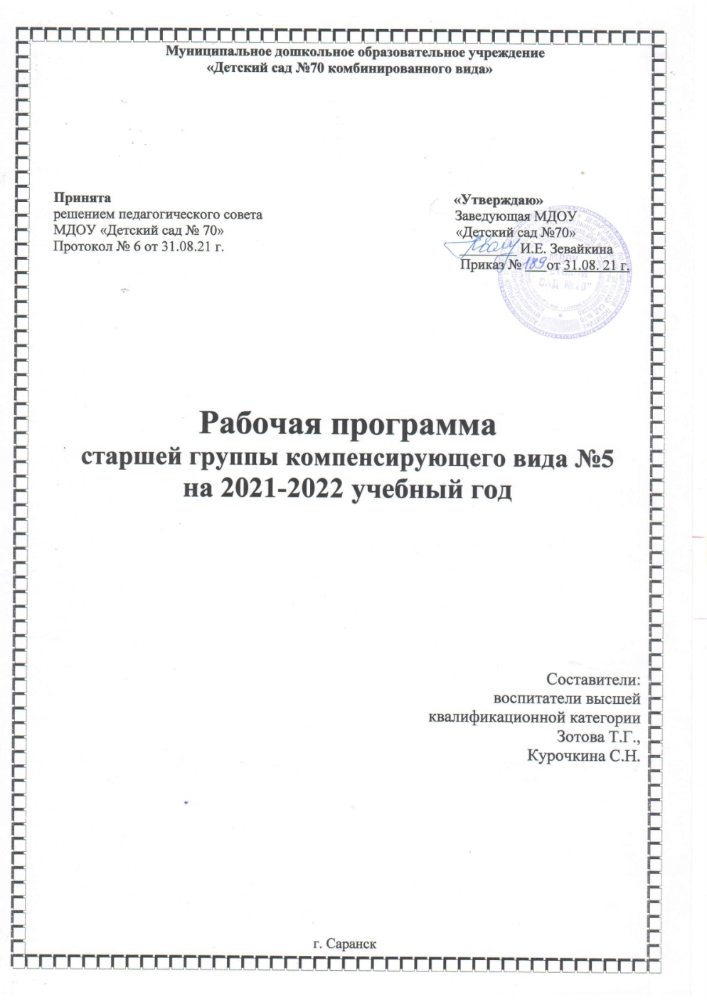 Муниципальное дошкольное образовательное учреждение
«Детский сад №70 комбинированного вида»
Принята
решением педагогического совета
МДОУ «Детский сад № 70»
Протокол № 6 от 31.08.21 г.
«Утверждаю»
Заведующая МДОУ
«Детский сад №70»
И.Е. Зевайкина
Приказ № 189 от 31.08. 21 г.
САД №70"
Рабочая программа
старшей группы компенсирующего вида №5
на 2021-2022 учебный год
Составители:
воспитатели высшей
квалификационной категории
Зотова Т.Г.,
Курочкина С.Н.
г. Саранск